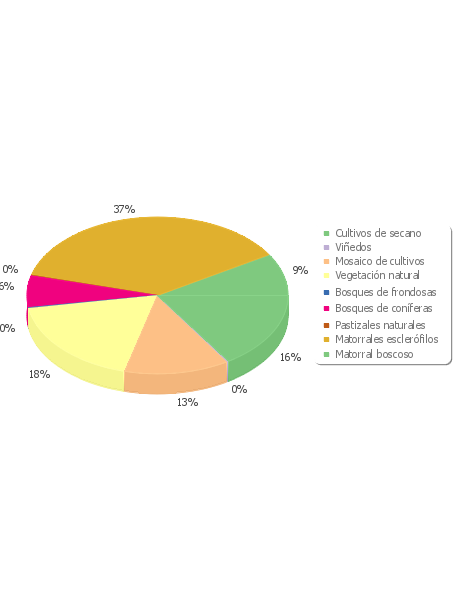 37%
0%
9%
6%
0%
16%
18%
0%
13%
Cultivos de secano
Viñedos
Mosaico de cultivos
Vegetación natural
Bosques de frondosas
Bosques de coníferas
Pastizales naturales
Matorrales esclerófilos
Matorral boscoso